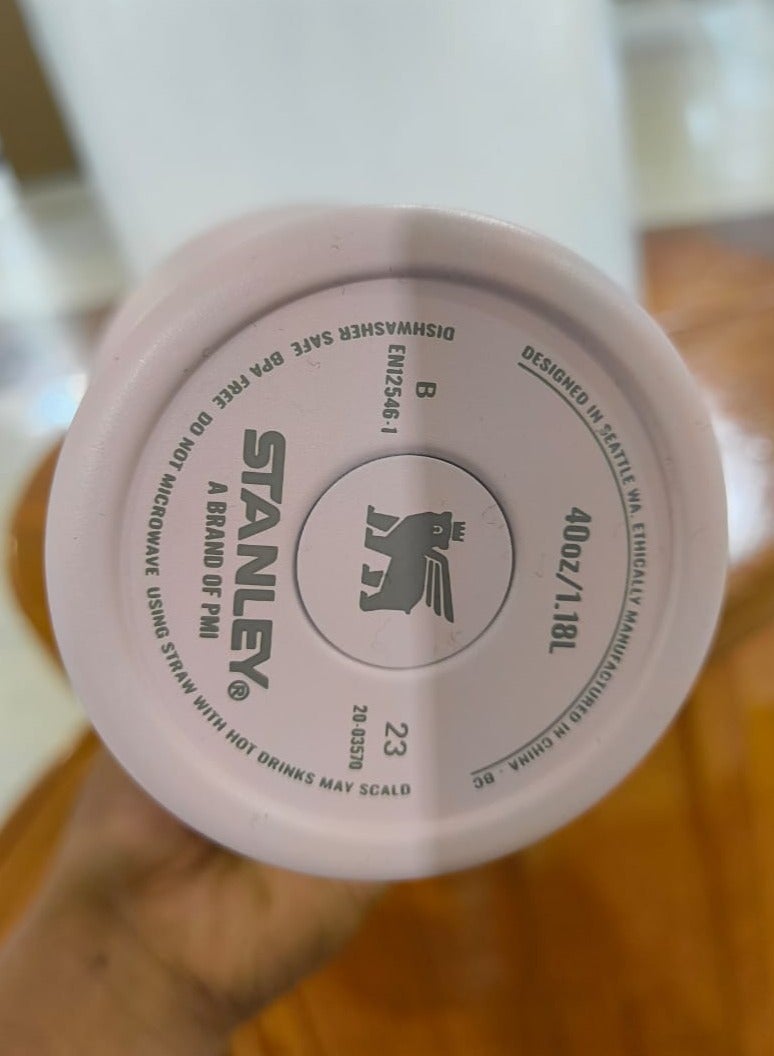 DESIGNED IN SEATTLE WA. ETHICALLY MANUFACTURED IN CHINA · BC
40oz/1.18L
B
EN12546-1
23
20-03570
STANLEY®
A BRAND OF PMI
DISHWASHER SAFE BPA FREE DO NOT MICROWAVE USING STRAW WITH HOT DRINKS MAY SCALD